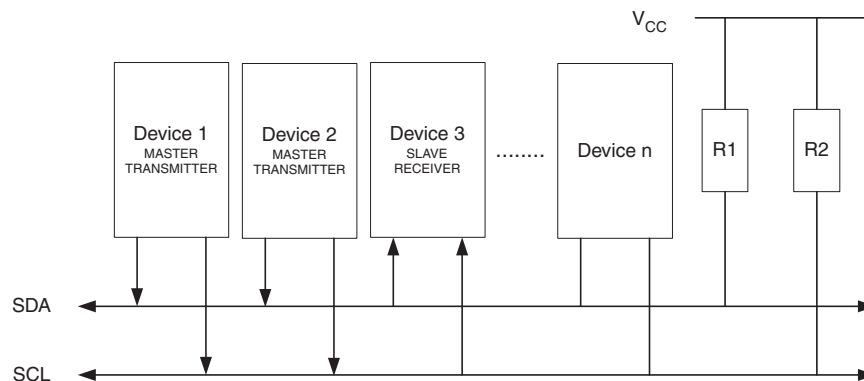 VCC
Device 1
MASTER
TRANSMITTER
Device 2
MASTER
TRANSMITTER
Device 3
SLAVE
RECEIVER
........
Device n
R1
R2
SDA
SCL